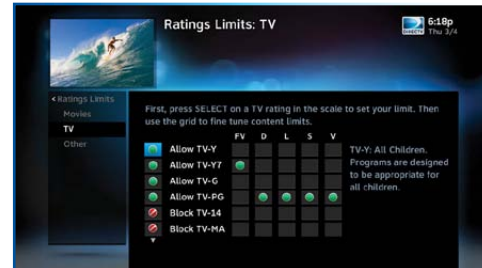 Ratings Limits: TV
DIRECTV
6:18p
Thu 3/4
<Ratings Limits
Movies
TV
Other
First, press SELECT on a TV rating in the scale to set your limit. Then
use the grid to fine tune content limits.
FV D L S V
Allow TV-Y
Allow TV-Y7
Allow TV-G
Allow TV-PG
Block TV-14
Block TV-MA
TV-Y: All Children.
Programs are designed
to be appropriate for
all children.